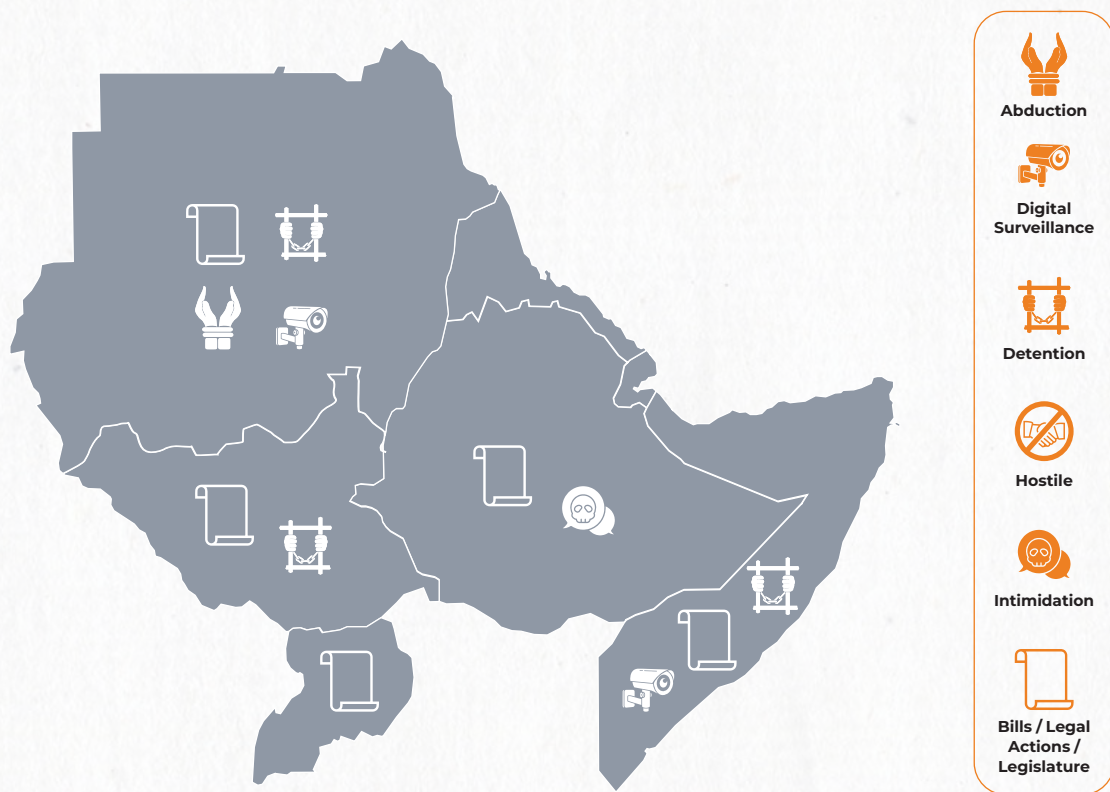 Abduction
Digital
Surveillance
Detention
Hostile
Intimidation
Bills / Legal
Actions /
Legislature